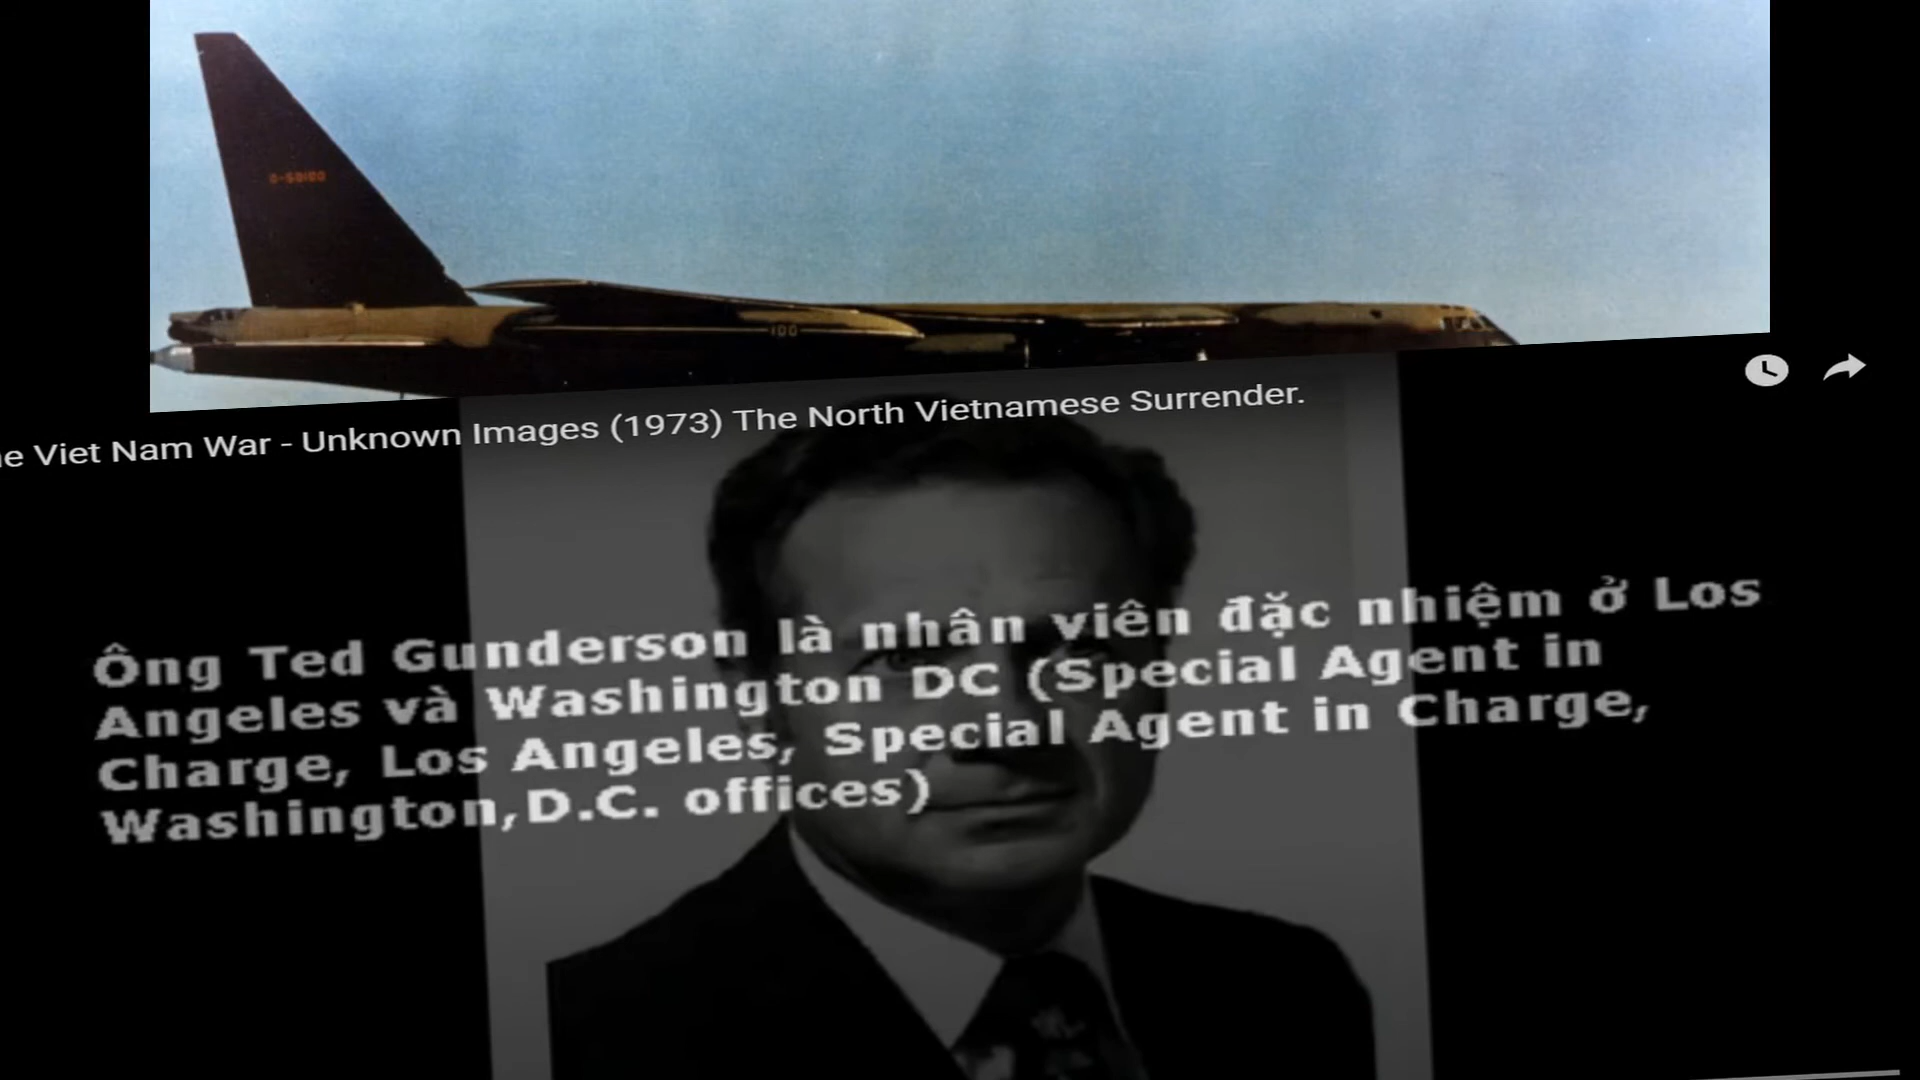 100
e Viet Nam War - Unknown Images (1973) The North Vietnamese Surrender.
Ông Ted Gunderson là nhân viên đặc nhiệm ở Los
Angeles và Washington DC (Special Agent in
Charge, Los Angeles, Special Agent in Charge,
Washington,D.C. offices)